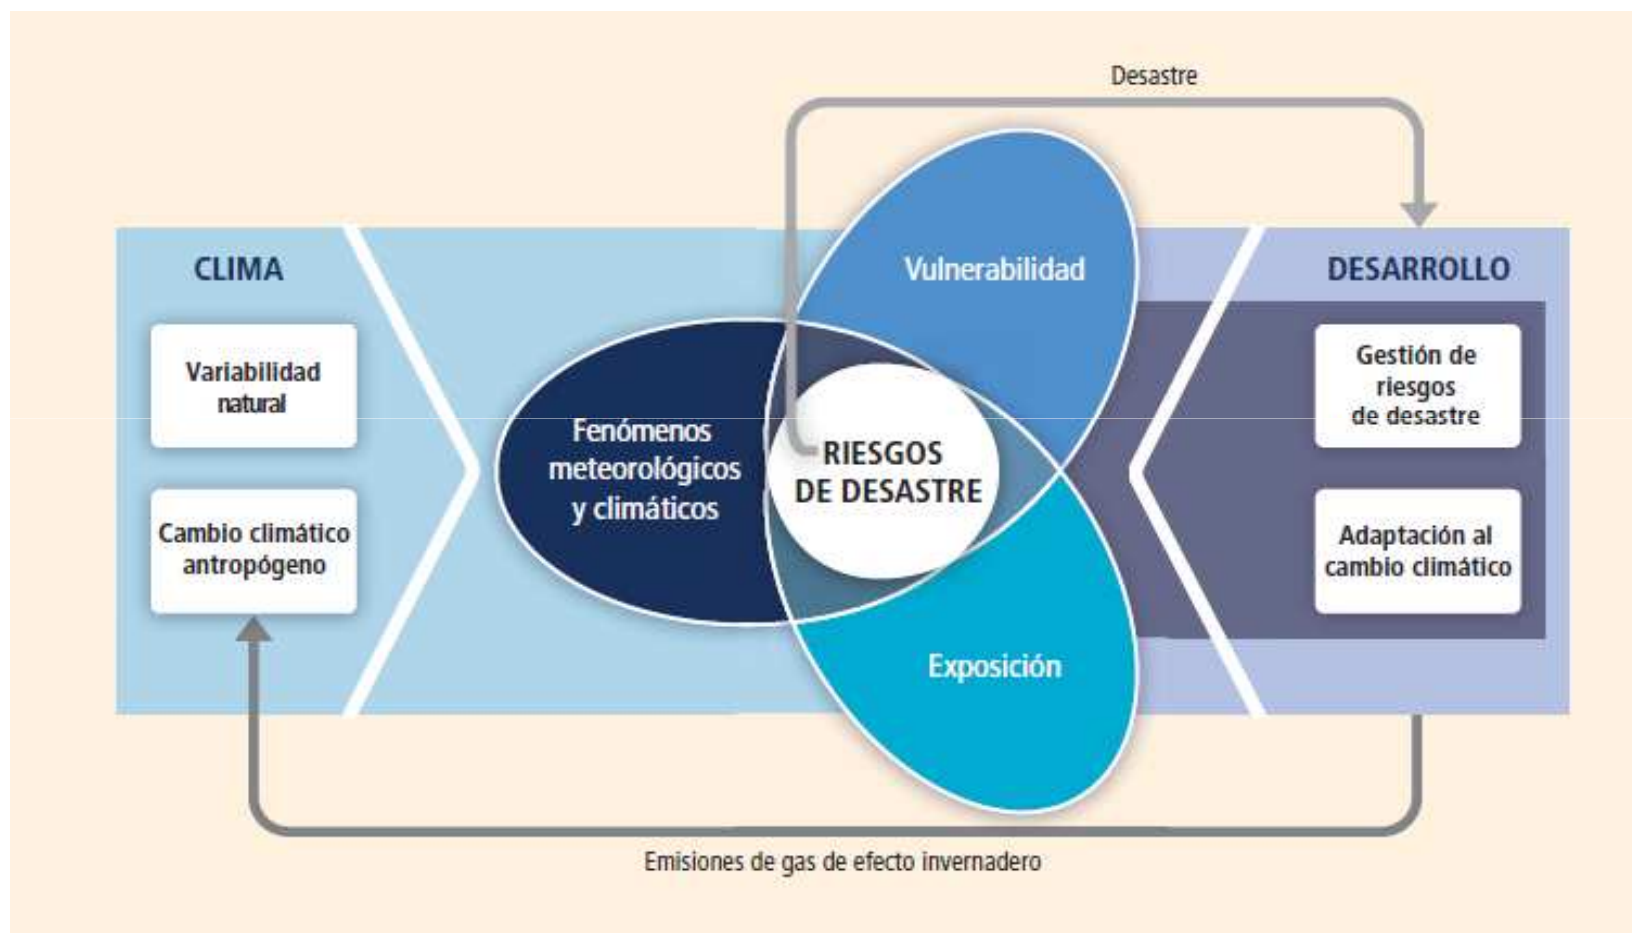 Desastre
CLIMA
Variabilidad
natural
Cambio climático
antropógeno
Fenómenos
meteorológicos
y climáticos
Vulnerabilidad
RIESGOS
DE DESASTRE
Exposición
DESARROLLO
Gestión de
riesgos
de desastre
Adaptación al
cambio climático
Emisiones de gas de efecto invernadero